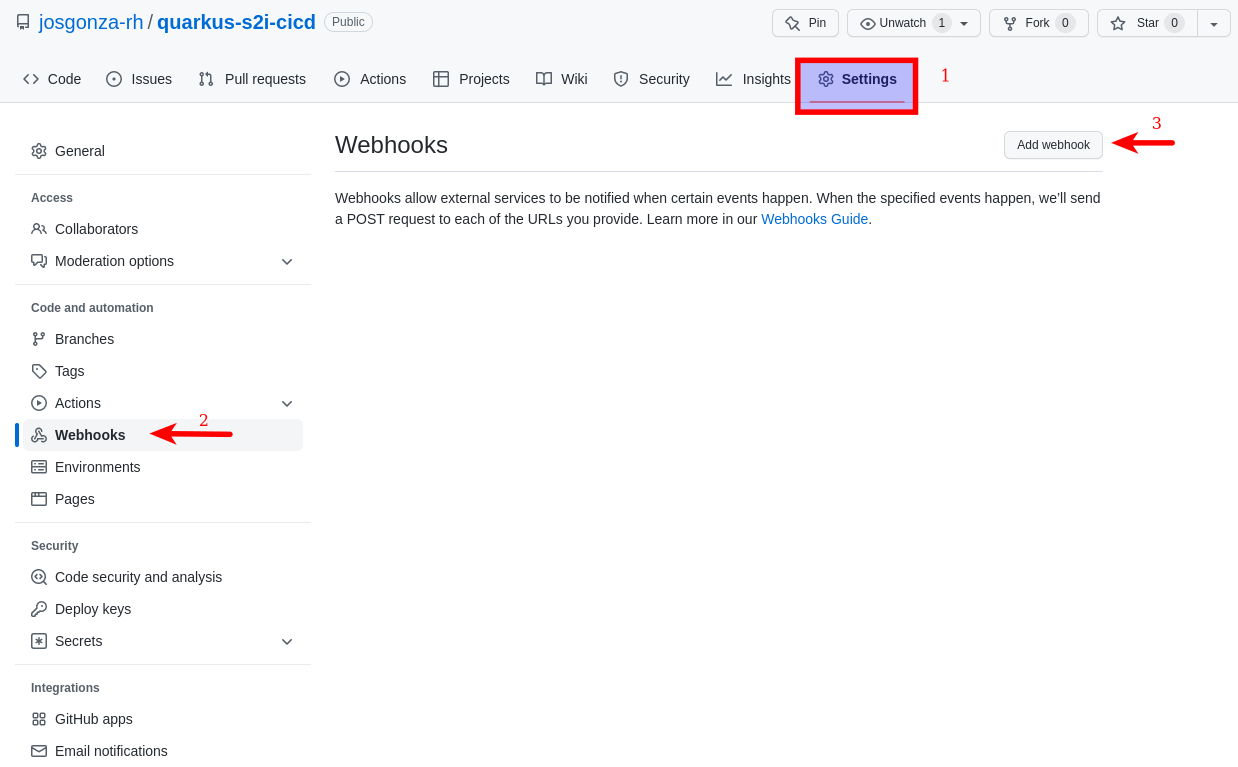 josgonza-rh / quarkus-s2i-cicd Public Pin Unwatch 1 Fork 0 Star 0
Code Issues Pull requests Actions Projects Wiki Security Insights Settings 1
General
Access
Collaborators
Moderation options
Code and automation
Branches
Tags
Actions
Webhooks 2
Environments
Pages
Security
Code security and analysis
Deploy keys
Secrets
Integrations
GitHub apps
Email notifications
Webhooks Add webhook 3
Webhooks allow external services to be notified when certain events happen. When the specified events happen, we’ll send
a POST request to each of the URLs you provide. Learn more in our Webhooks Guide.